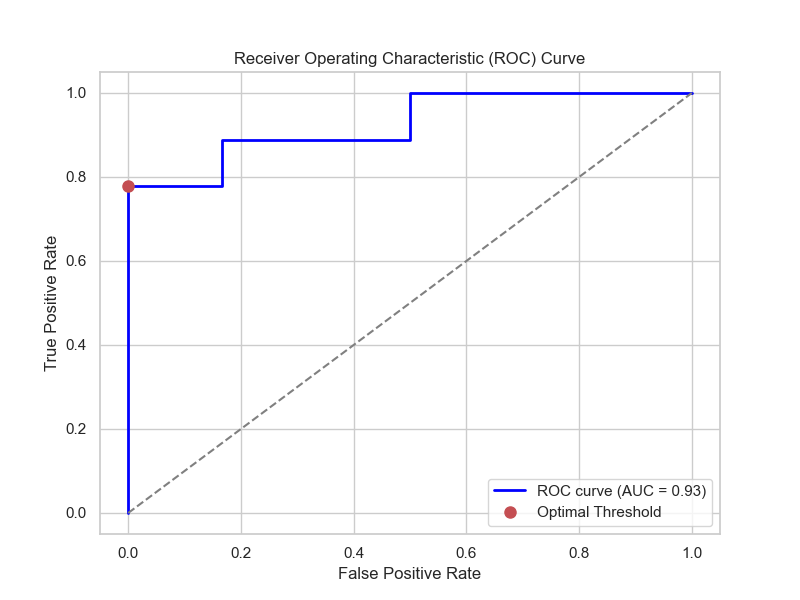 Receiver Operating Characteristic (ROC) Curve
1.0
0.8
0.6
0.4
0.2
0.0
True Positive Rate
0.0 0.2 0.4 0.6 0.8 1.0
False Positive Rate
ROC curve (AUC = 0.93)
Optimal Threshold